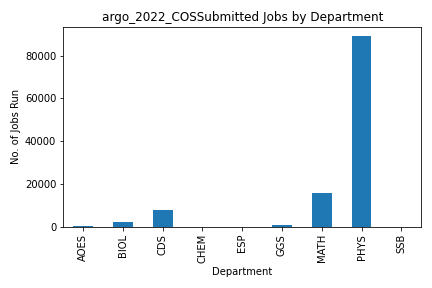 argo_2022_COSSubmitted Jobs by Department
80000
60000
40000
20000
0
No. of Jobs Run
AOES
BIOL
CDS
CHEM
ESP
GGS
MATH
PHYS
SSB
Department